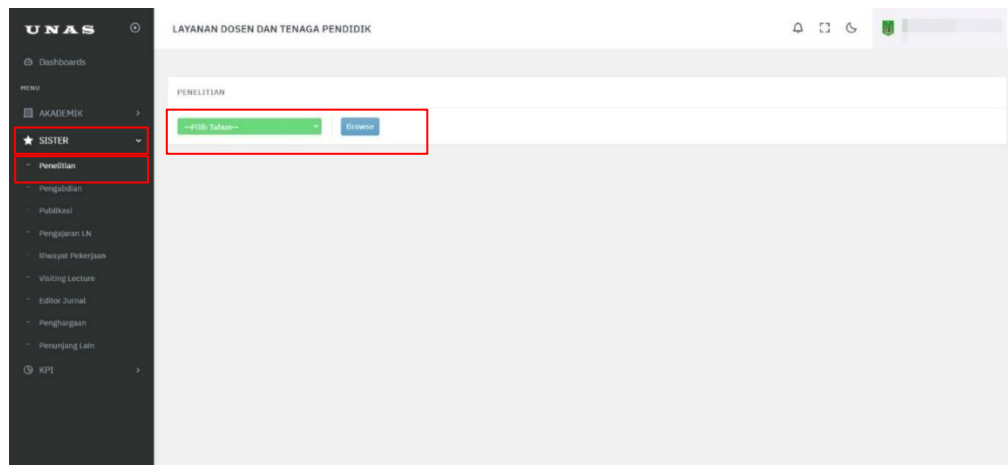 UNAS
LAYANAN DOSEN DAN TENAGA PENDIDIK
Dashboards
MENU
AKADEMIK
SISTER
Penelitian
Pengabdian
Publikasi
Pengajaran LN
Riwayat Pekerjaan
Visiting Lecture
Editor Jurnal
Penghargaan
Penunjang Lain
KPI
PENELITIAN
--Pilih Tahun--
Browse